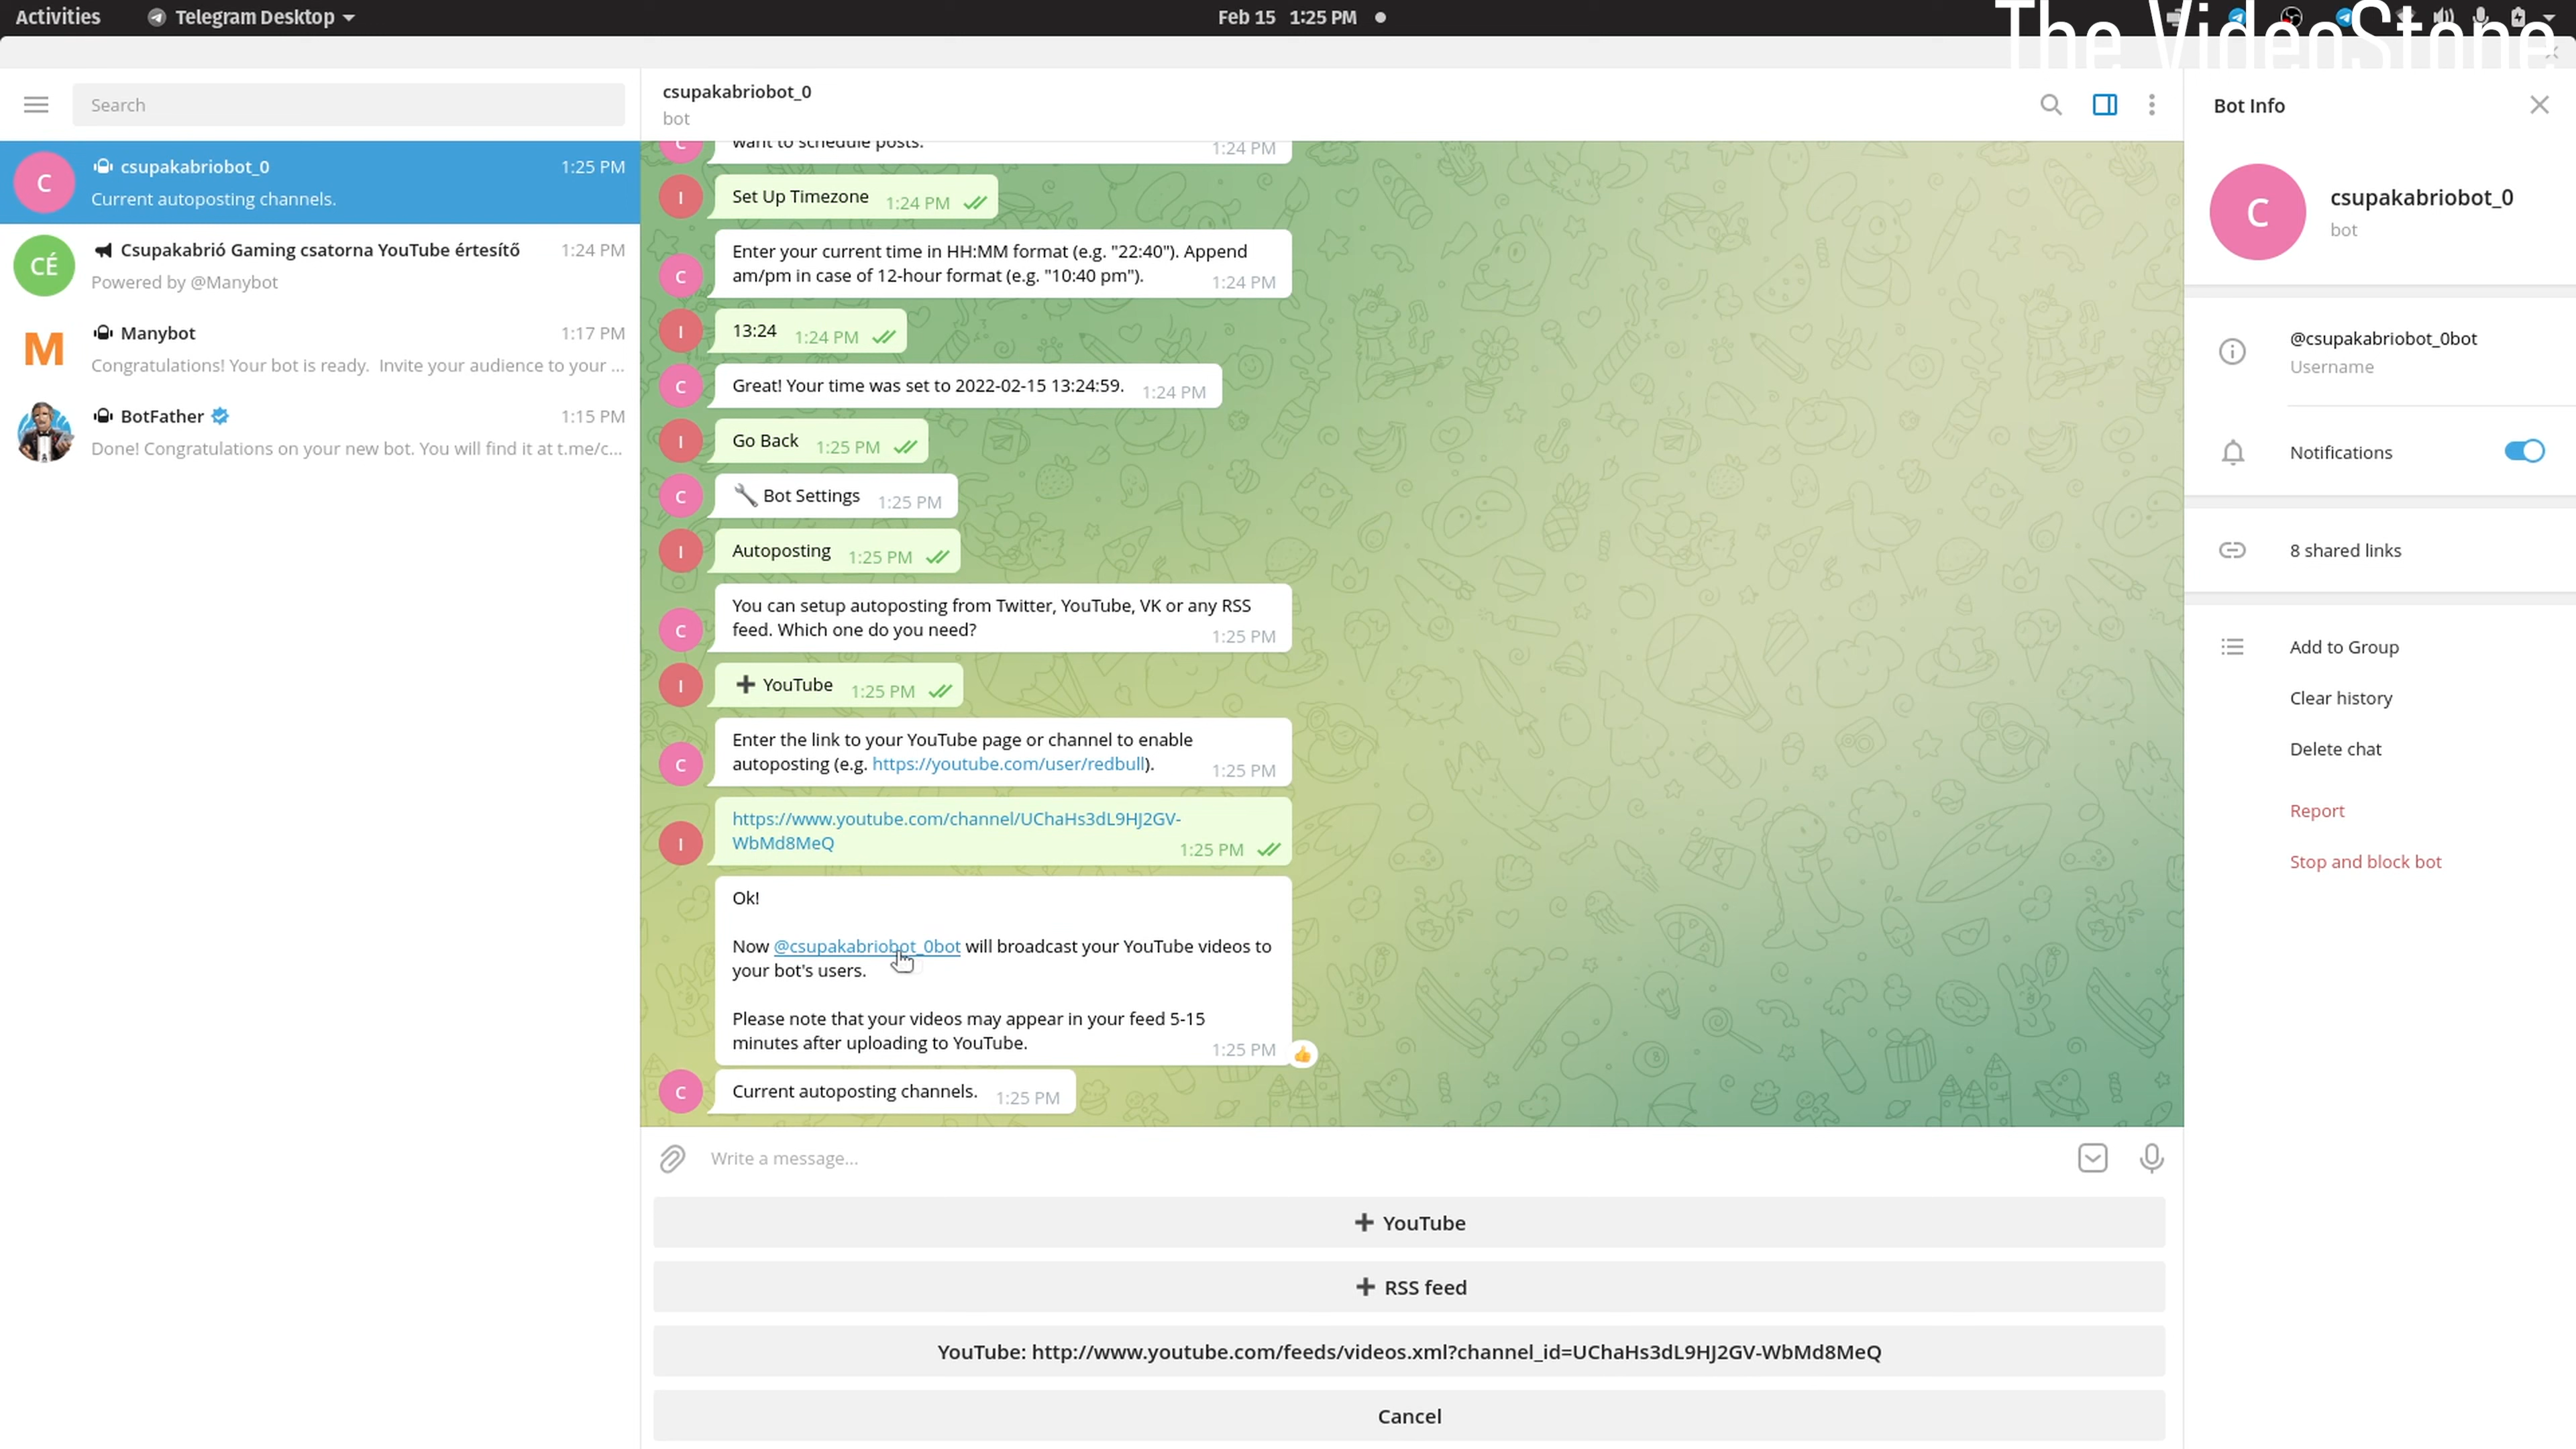 Activities
Telegram Desktop
Feb 15 1:25 PM
The VideoStone
Search
C
csupakabriobot_0
1:25 PM
Current autoposting channels.
CÉ
Csupakabrió Gaming csatorna YouTube értesítő
1:24 PM
Powered by @Manybot
M
Manybot
1:17 PM
Congratulations! Your bot is ready. Invite your audience to your ...
BotFather
1:15 PM
Done! Congratulations on your new bot. You will find it at t.me/c...
csupakabriobot_0
bot
want to schedule posts.
1:24 PM
C
I
Set Up Timezone 1:24 PM
Enter your current time in HH:MM format (e.g. "22:40"). Append
am/pm in case of 12-hour format (e.g. "10:40 pm").
1:24 PM
C
I
13:24 1:24 PM
C
Great! Your time was set to 2022-02-15 13:24:59. 1:24 PM
I
Go Back 1:25 PM
C
Bot Settings 1:25 PM
I
Autoposting 1:25 PM
You can setup autoposting from Twitter, YouTube, VK or any RSS
feed. Which one do you need?
1:25 PM
C
I
YouTube 1:25 PM
Enter the link to your YouTube page or channel to enable
autoposting (e.g. https://youtube.com/user/redbull).
1:25 PM
C
https://www.youtube.com/channel/UChaHs3dL9HJ2GV-
WbMd8MeQ
1:25 PM
I
Ok!
Now @csupakabriobot_0bot will broadcast your YouTube videos to
your bot's users.
Please note that your videos may appear in your feed 5-15
minutes after uploading to YouTube.
1:25 PM
C
Current autoposting channels. 1:25 PM
Write a message...
YouTube
RSS feed
YouTube: http://www.youtube.com/feeds/videos.xml?channel_id=UChaHs3dL9HJ2GV-WbMd8MeQ
Cancel
Bot Info
C
csupakabriobot_0
bot
@csupakabriobot_0bot
Username
Notifications
8 shared links
Add to Group
Clear history
Delete chat
Report
Stop and block bot